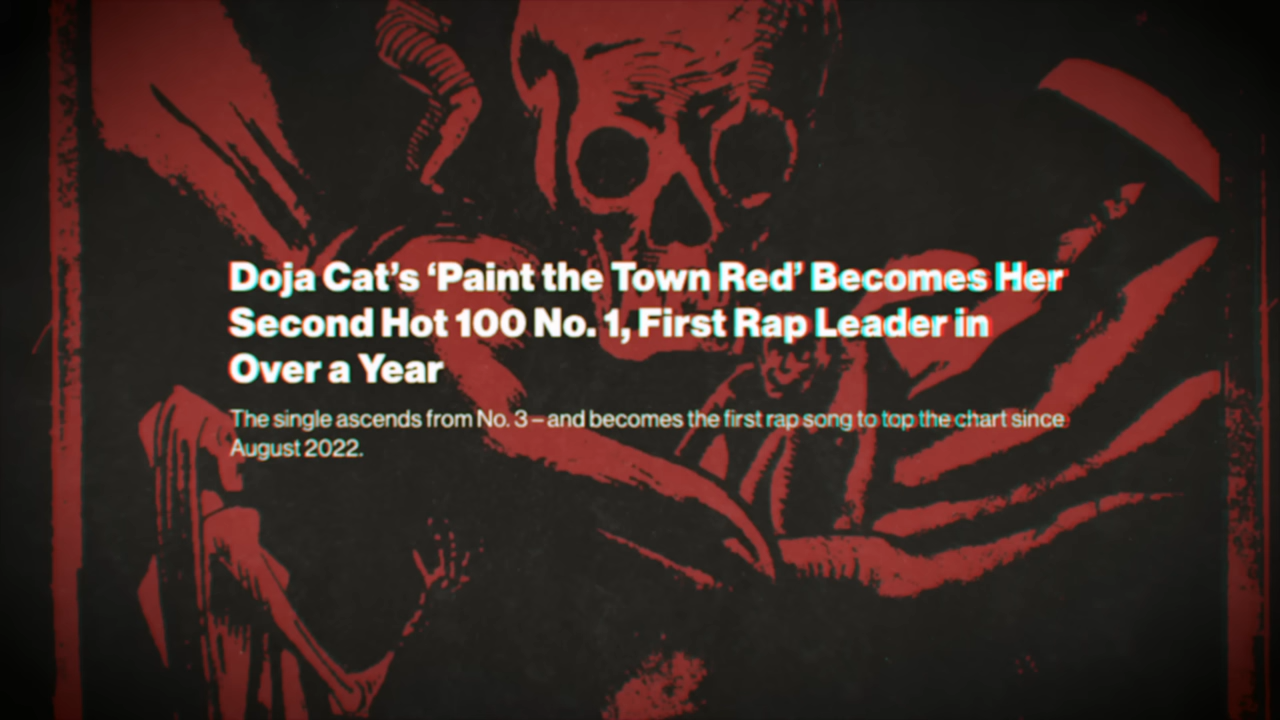 Doja Cat’s ‘Paint the Town Red’ Becomes Her
Second Hot 100 No. 1, First Rap Leader in
Over a Year
The single ascends from No. 3 – and becomes the first rap song to top the chart since
August 2022.